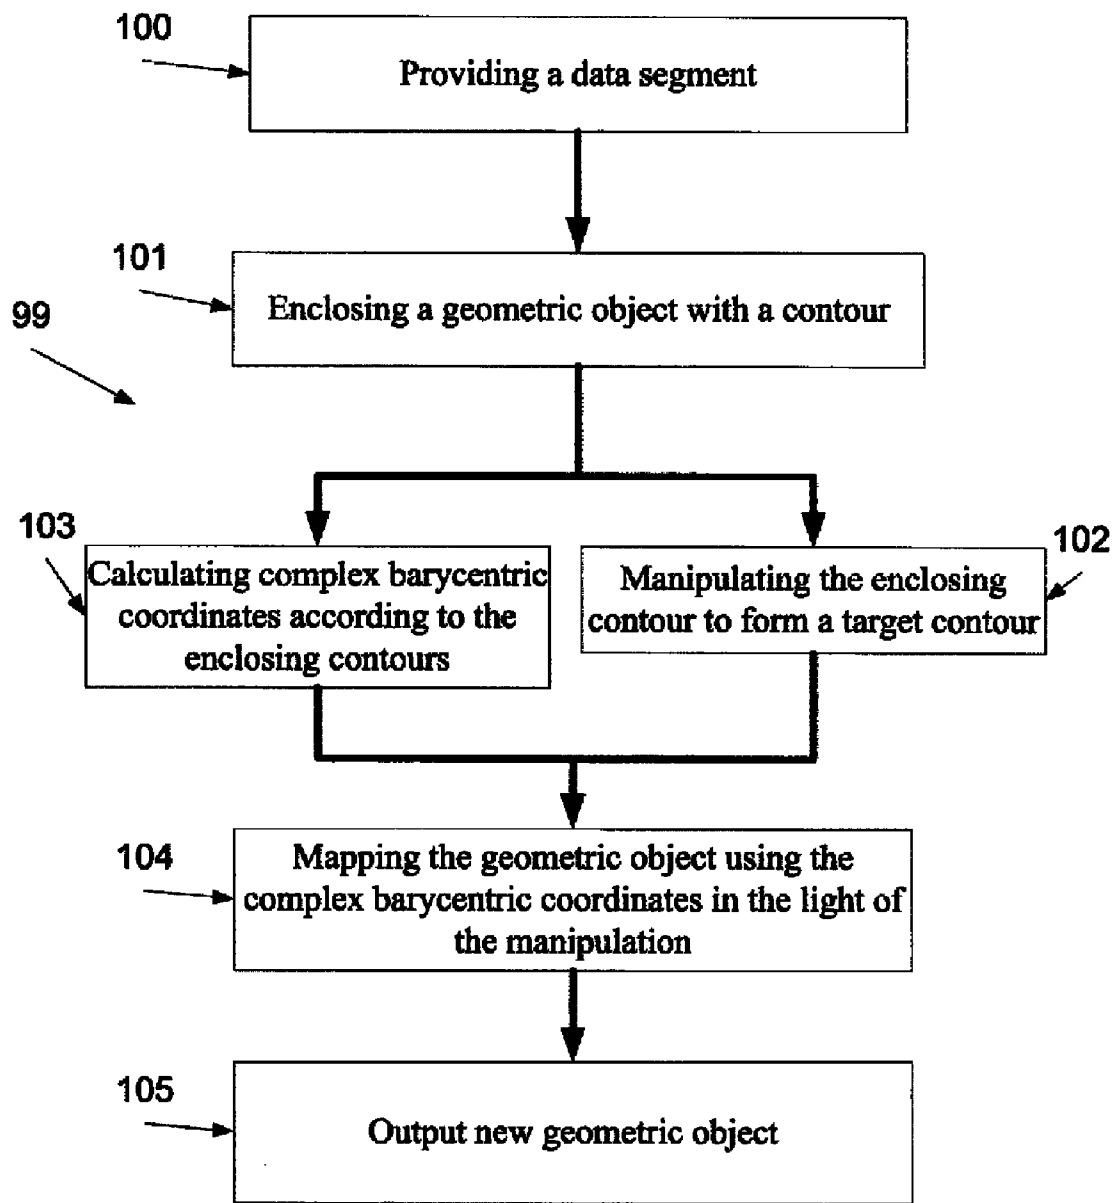 100
Providing a data segment
101
Enclosing a geometric object with a contour
99
103
Calculating complex barycentric
coordinates according to the
enclosing contours
102
Manipulating the enclosing
contour to form a target contour
104
Mapping the geometric object using the
complex barycentric coordinates in the light of
the manipulation
105
Output new geometric object